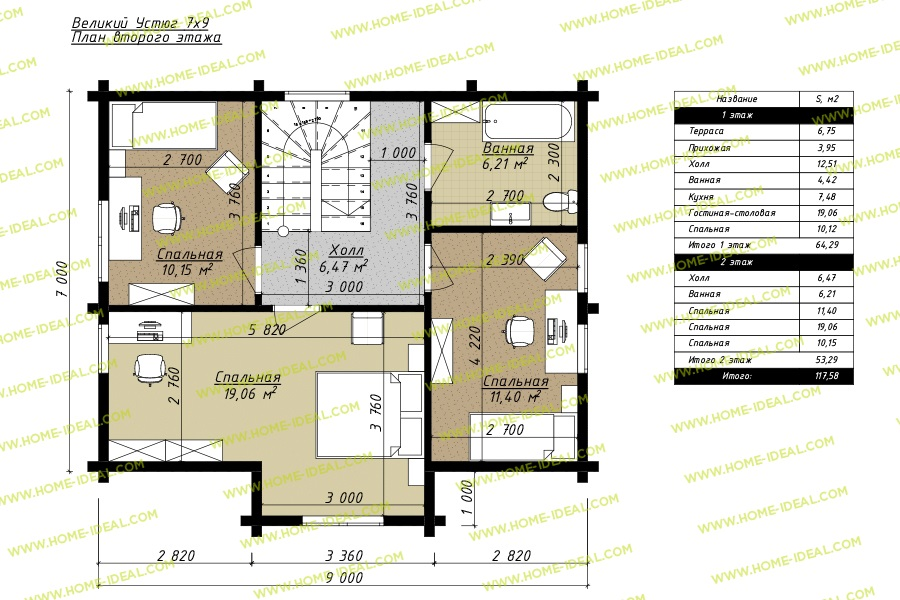 Великий Устюг 7х9
План второго этажа
WWW.HOME-IDEAL.COM
2 700
3 760
Спальная
10,15 м²
1 000
3 760
1 360
Холл
6,47 м²
3 000
Ванная
6,21 м²
2 300
2 700
2 390
4 220
Спальная
11,40 м²
2 700
5 820
2 760
Спальная
19,06 м²
3 760
3 000
1 000
7 000
2 820
3 360
2 820
9 000
Название S, м2
1 этаж
Терраса 6,75
Прихожая 3,95
Холл 12,51
Ванная 4,42
Кухня 7,48
Гостиная-столовая 19,06
Спальная 10,12
Итого 1 этаж 64,29
2 этаж
Холл 6,47
Ванная 6,21
Спальная 11,40
Спальная 19,06
Спальная 10,15
Итого 2 этаж 53,29
Итого: 117,58